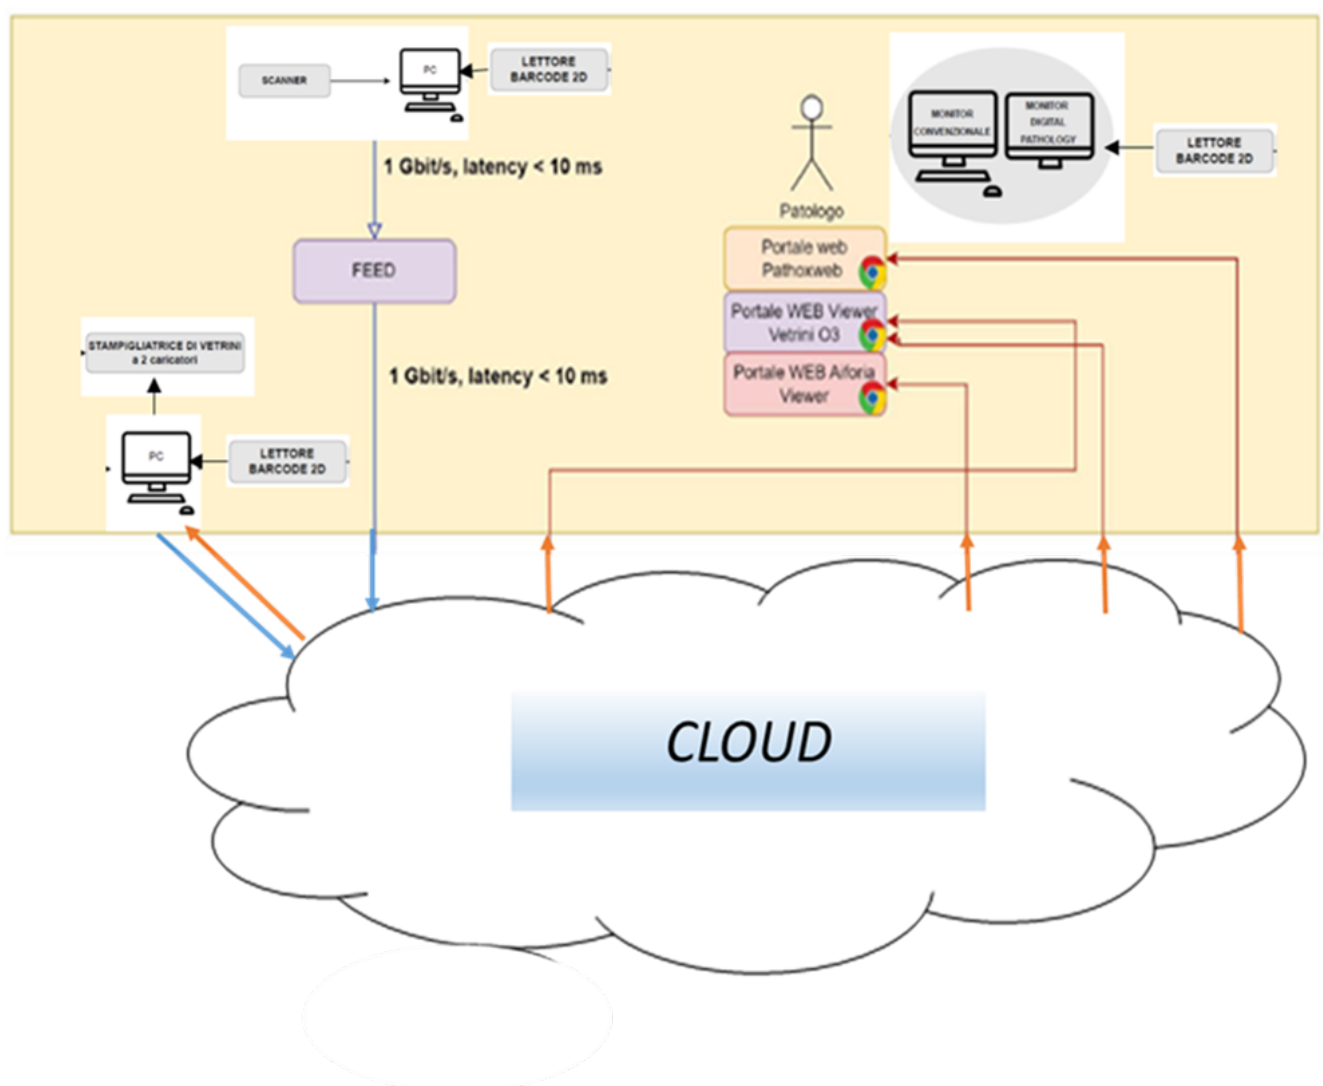 SCANNER
PC
LETTORE
BARCODE 2D
1 Gbit/s, latency < 10 ms
FEED
1 Gbit/s, latency < 10 ms
STAMPIGLIATRICE DI VETRINI
a 2 caricatori
PC
LETTORE
BARCODE 2D
Patologo
Portale web
Pathoxweb
Portale WEB Viewer
Vetrini O3
Portale WEB Aiforia
Viewer
MONITOR
CONVENZIONALE
MONITOR
DIGITAL
PATHOLOGY
LETTORE
BARCODE 2D
CLOUD